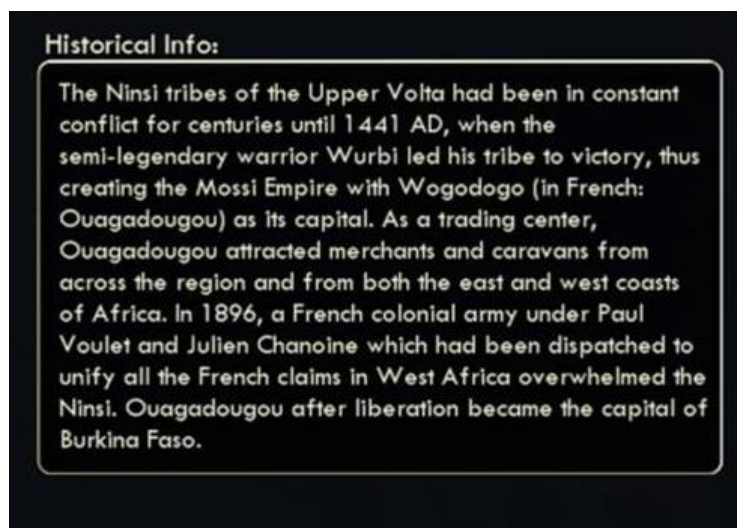 Historical Info:
The Ninsi tribes of the Upper Volta had been in constant
conflict for centuries until 1441 AD, when the
semi-legendary warrior Wurbi led his tribe to victory, thus
creating the Mossi Empire with Wogodogo (in French:
Ouagadougou) as its capital. As a trading center,
Ouagadougou attracted merchants and caravans from
across the region and from both the east and west coasts
of Africa. In 1896, a French colonial army under Paul
Voulet and Julien Chanoine which had been dispatched to
unify all the French claims in West Africa overwhelmed the
Ninsi. Ouagadougou after liberation became the capital of
Burkina Faso.